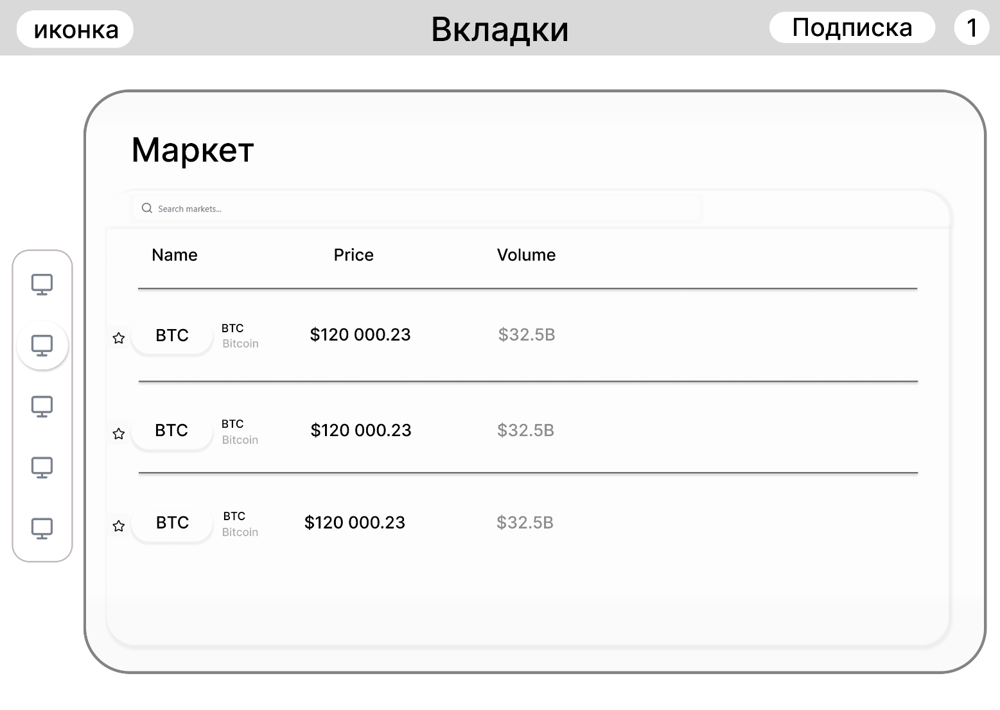 иконка
Вкладки
Подписка
1
Маркет
Search markets...
Name Price Volume
BTC
BTC
Bitcoin
$120 000.23
$32.5B
BTC
BTC
Bitcoin
$120 000.23
$32.5B
BTC
BTC
Bitcoin
$120 000.23
$32.5B